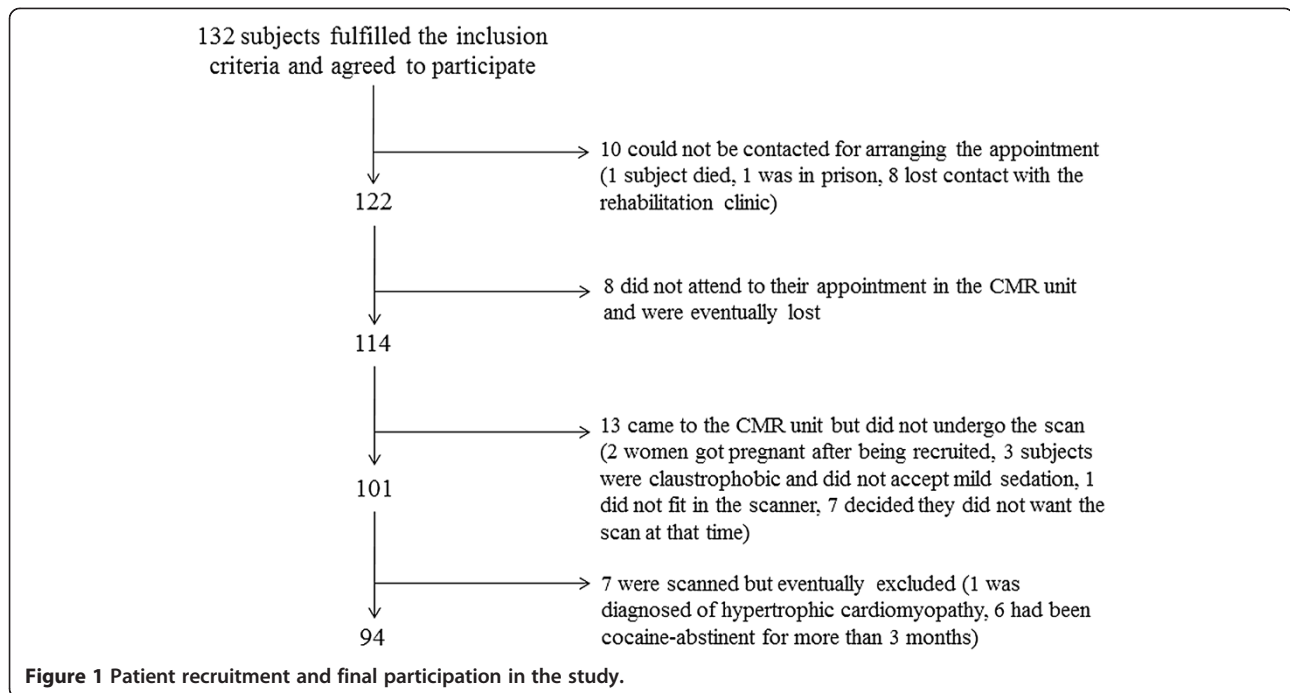 132 subjects fulfilled the inclusion
criteria and agreed to participate
10 could not be contacted for arranging the appointment
(1 subject died, 1 was in prison, 8 lost contact with the
rehabilitation clinic)
122
8 did not attend to their appointment in the CMR unit
and were eventually lost
114
13 came to the CMR unit but did not undergo the scan
(2 women got pregnant after being recruited, 3 subjects
were claustrophobic and did not accept mild sedation, 1
did not fit in the scanner, 7 decided they did not want the
scan at that time)
101
7 were scanned but eventually excluded (1 was
diagnosed of hypertrophic cardiomyopathy, 6 had been
cocaine-abstinent for more than 3 months)
94
Figure 1 Patient recruitment and final participation in the study.